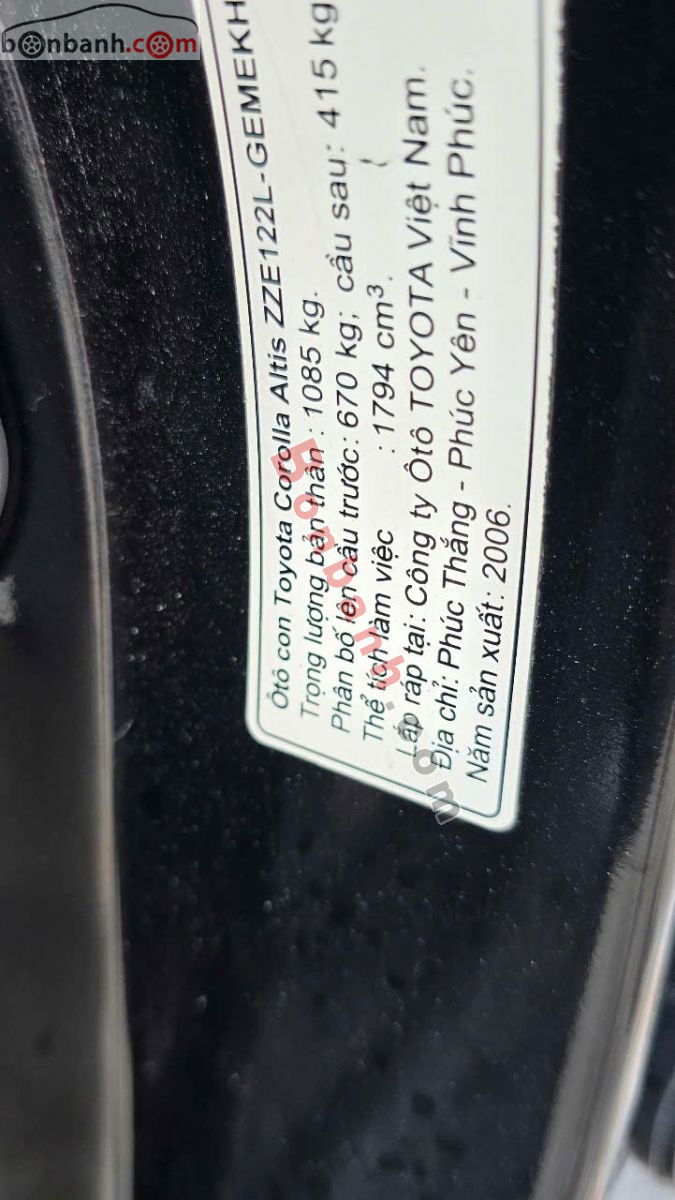 bonbanh.com
Ôtô con Toyota Corolla Altis ZZE122L-GEMEKH
Trọng lượng bản thân : 1085 kg.
Phân bố lên cầu trước: 670 kg; cầu sau: 415 kg
Thể tích làm việc : 1794 cm³.
Lắp ráp tại: Công ty Ôtô TOYOTA Việt Nam.
Địa chỉ: Phúc Thắng - Phúc Yên - Vĩnh Phúc.
Năm sản xuất: 2006.
Bonbanh.com